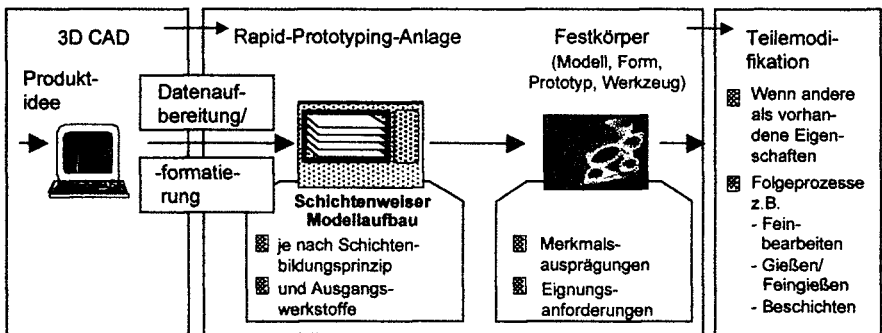 3D CAD
Produkt-
idee
Datenauf-
bereitung/
-formatie-
rung
Rapid-Prototyping-Anlage
Schichtenweiser
Modellaufbau
je nach Schichten-
bildungsprinzip
und Ausgangs-
werkstoffe
Festkörper
(Modell, Form,
Prototyp, Werkzeug)
Merkmals-
ausprägungen
Eignungs-
anforderungen
Teilemodi-
fikation
Wenn andere
als vorhan-
dene Eigen-
schaften
Folgeprozesse
z.B.
- Fein-
bearbeiten
- Gießen/
Feingießen
- Beschichten